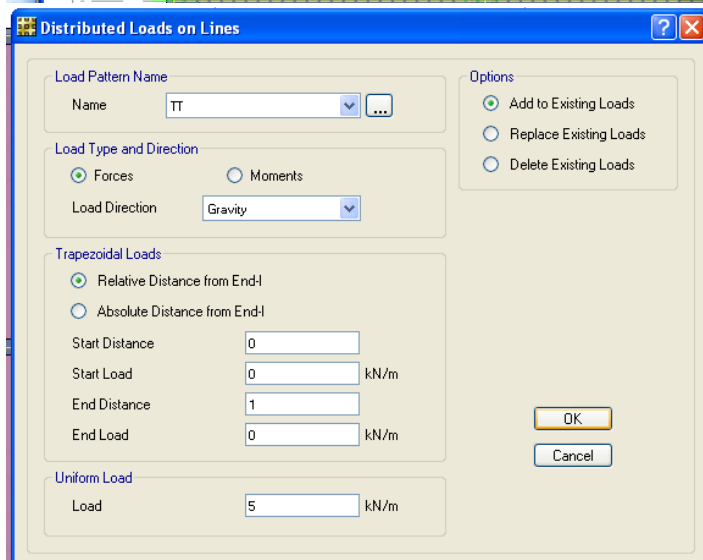 Distributed Loads on Lines
Load Pattern Name
Name TT ...
Load Type and Direction
Forces Moments
Load Direction Gravity
Trapezoidal Loads
Relative Distance from End-I
Absolute Distance from End-I
Start Distance 0
Start Load 0 kN/m
End Distance 1
End Load 0 kN/m
Uniform Load
Load 5 kN/m
Options
Add to Existing Loads
Replace Existing Loads
Delete Existing Loads
OK
Cancel